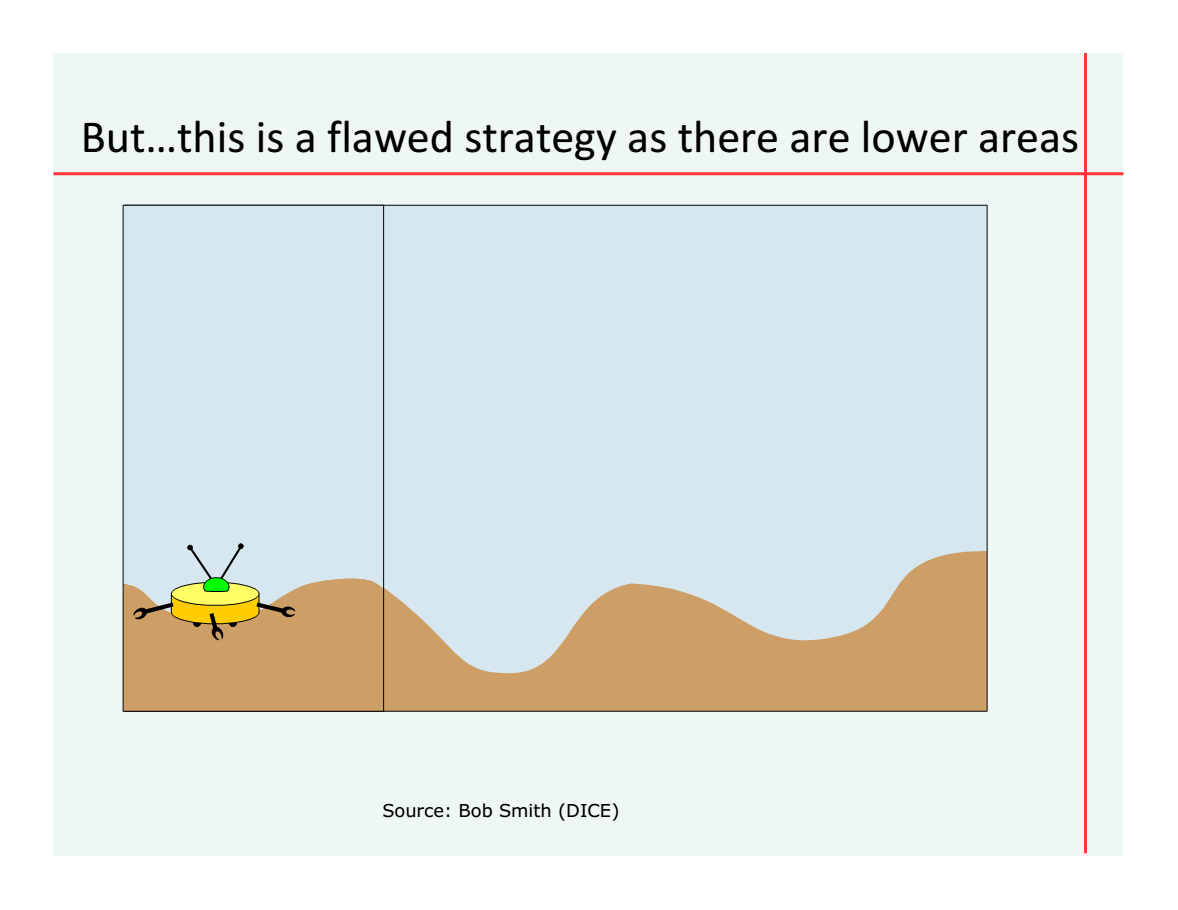 But…this is a flawed strategy as there are lower areas
Source: Bob Smith (DICE)